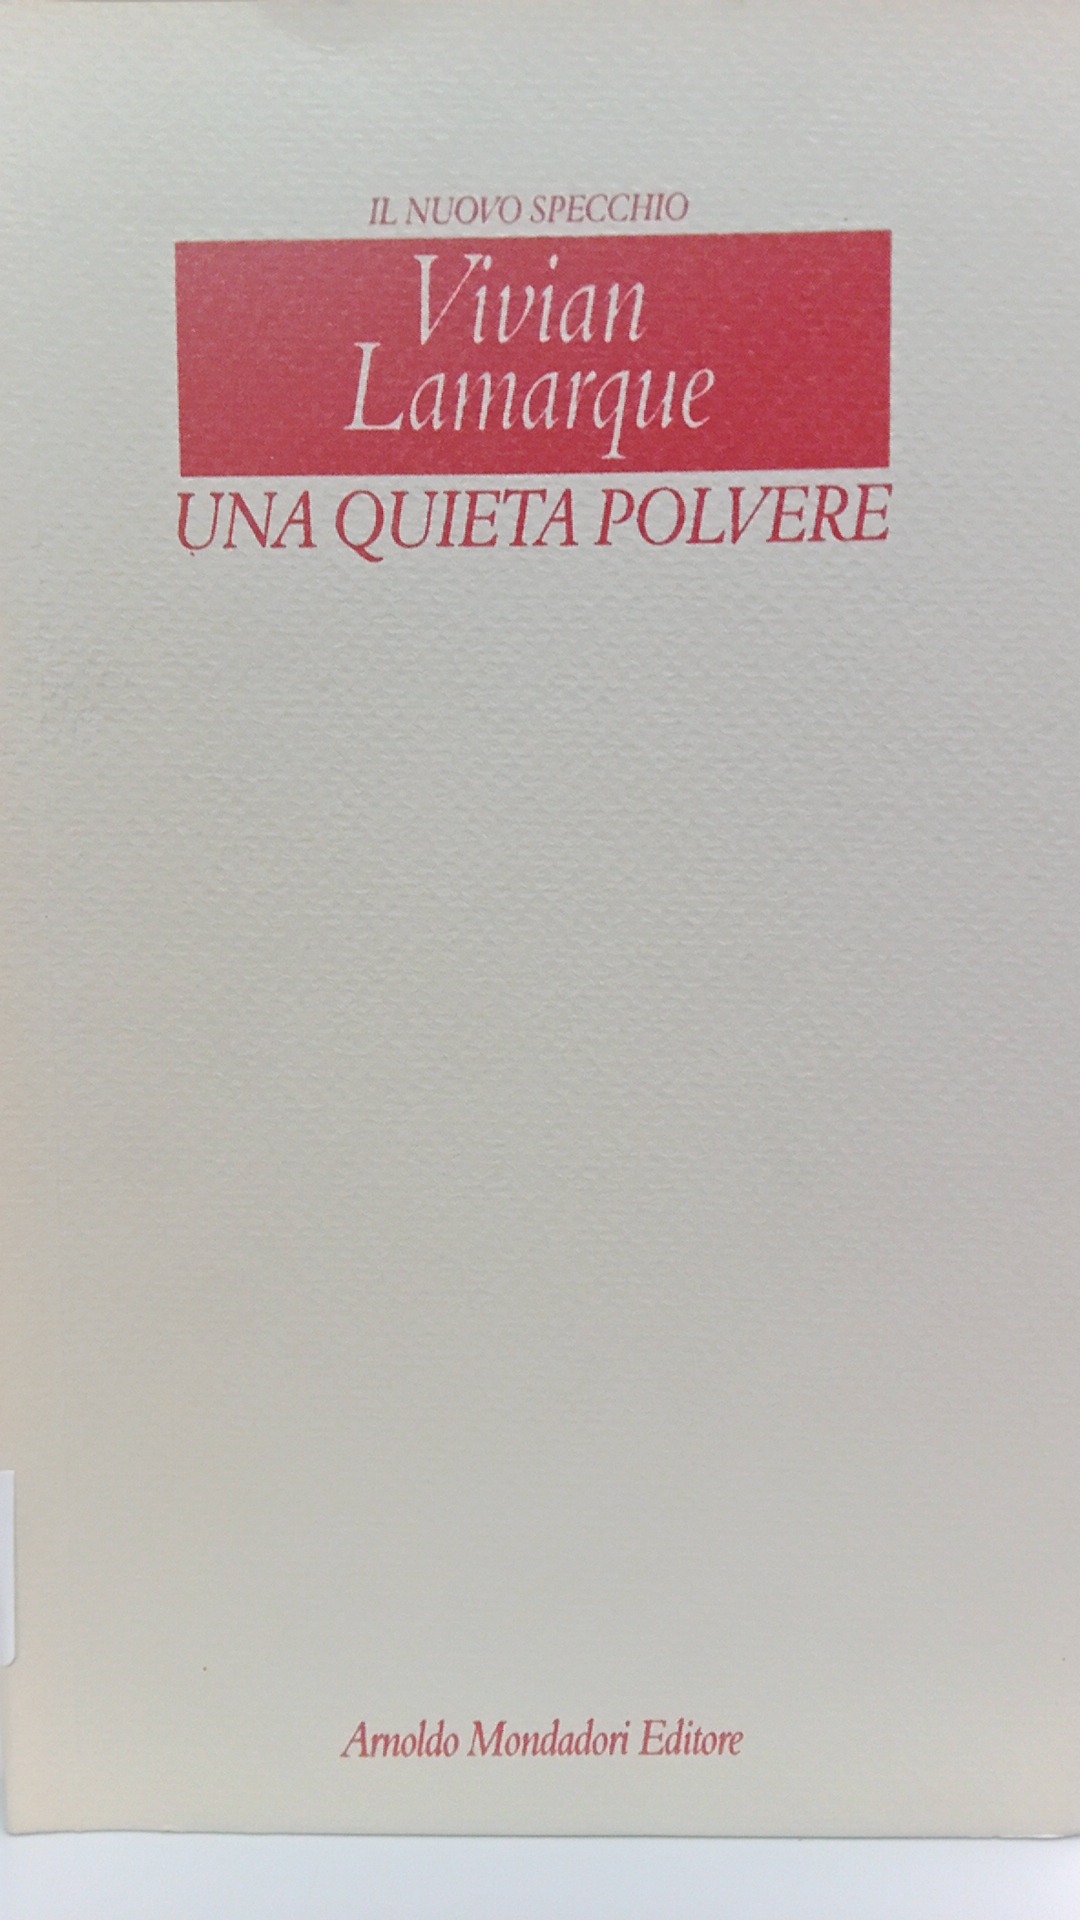 IL NUOVO SPECCHIO
Vivian
Lamarque
UNA QUIETA POLVERE
Arnoldo Mondadori Editore